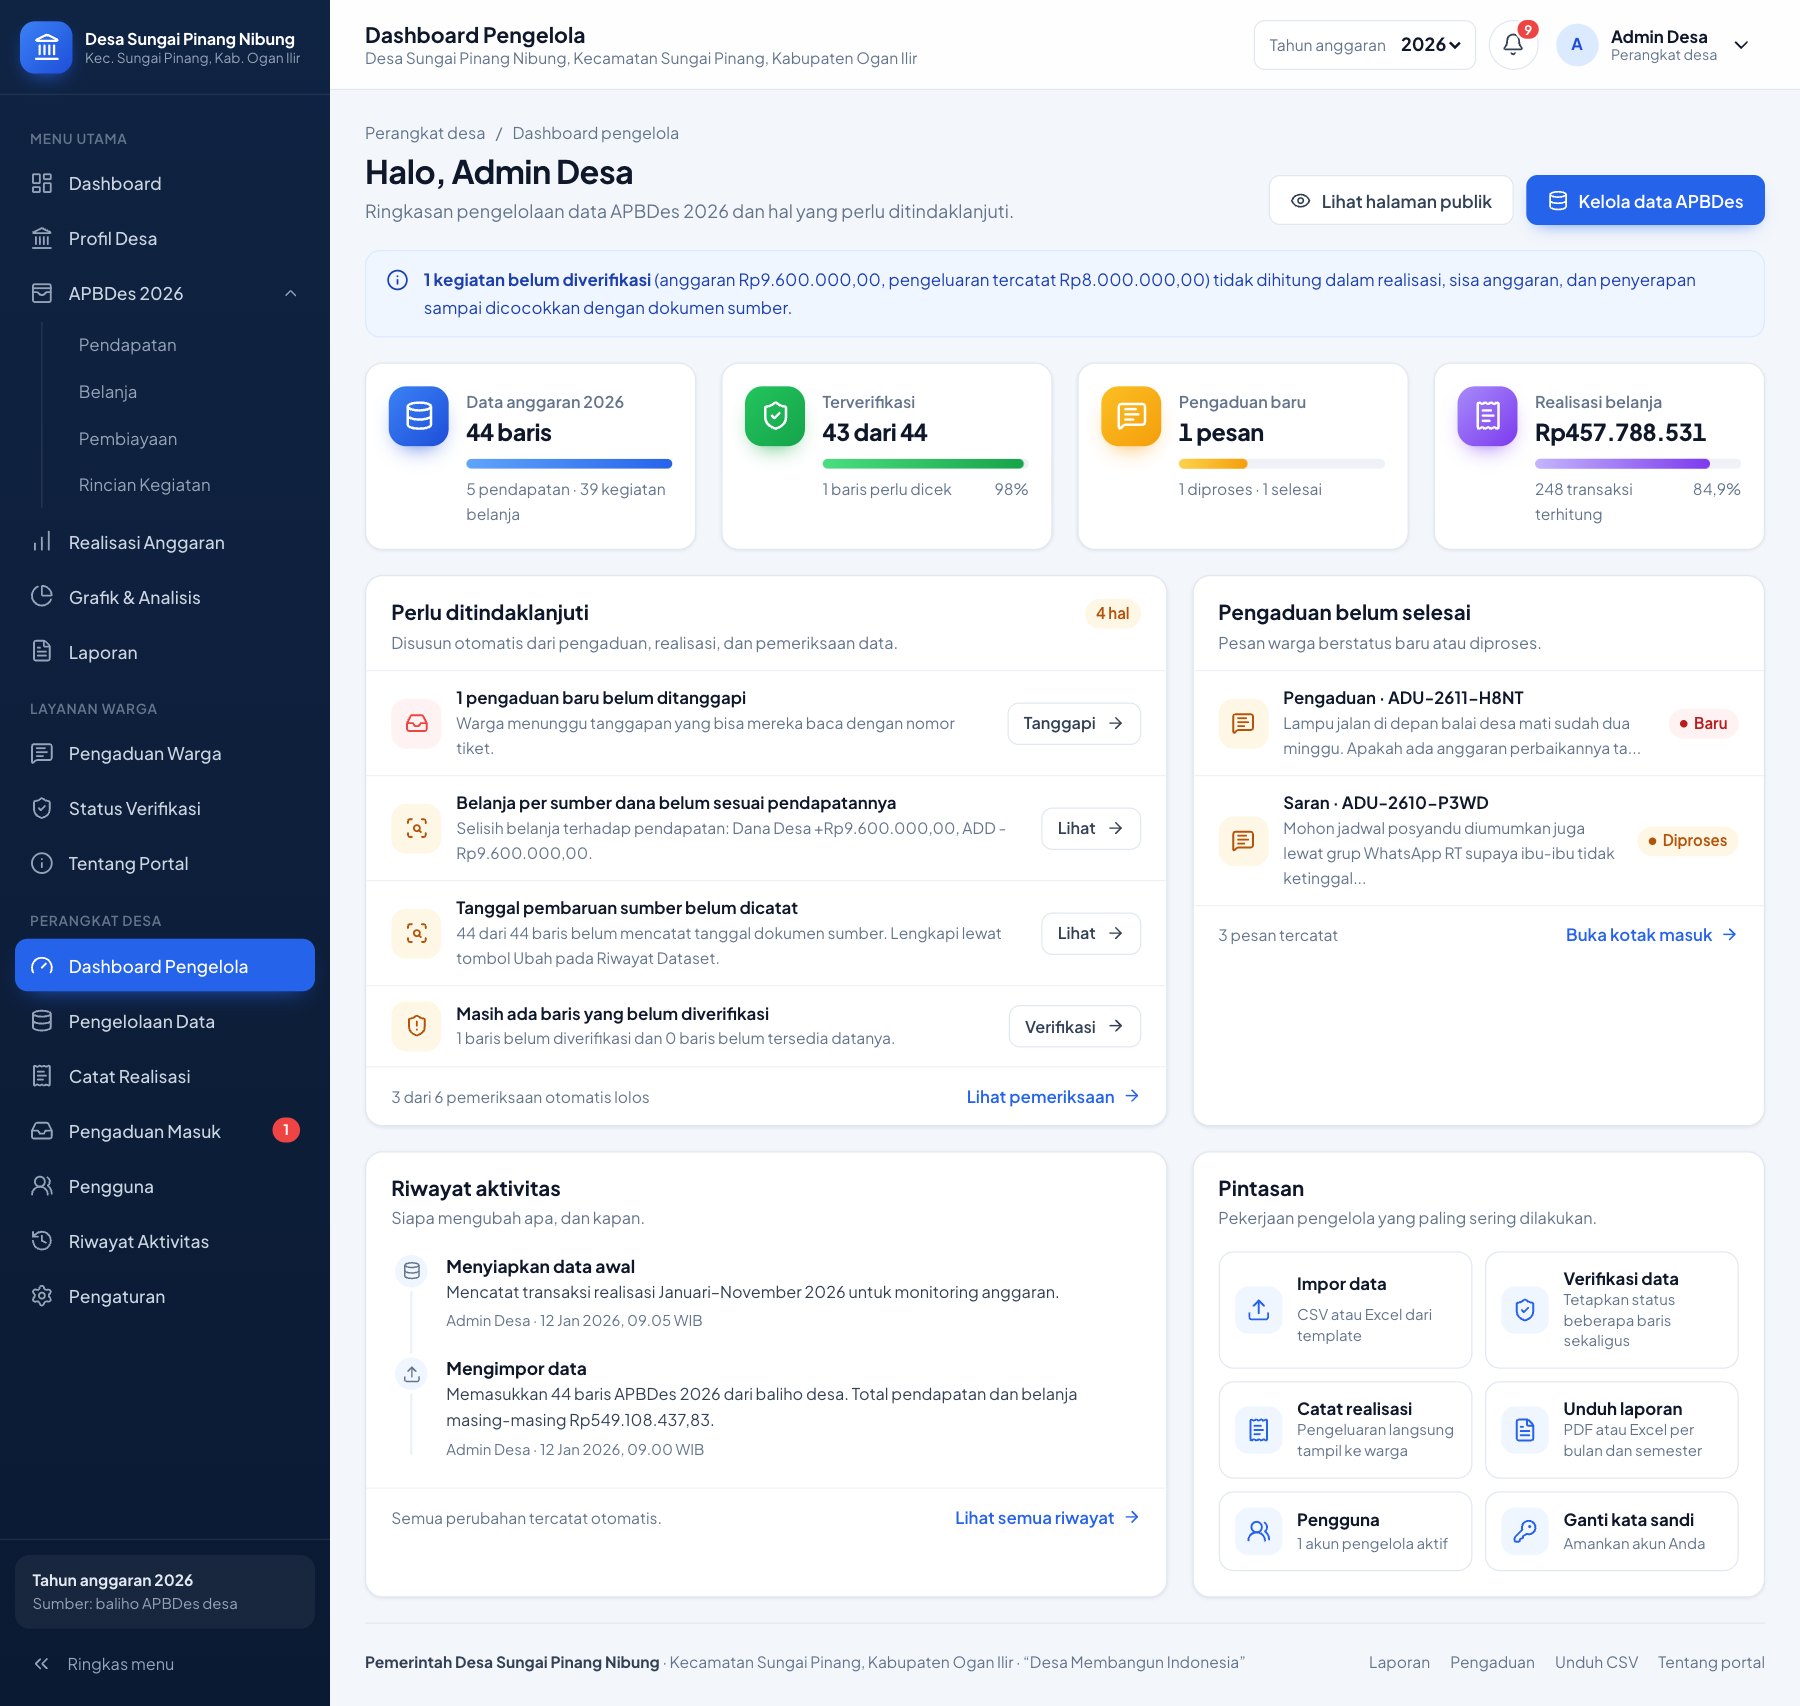 Desa Sungai Pinang Nibung
Kec. Sungai Pinang, Kab. Ogan Ilir
MENU UTAMA
Dashboard
Profil Desa
APBDes 2026
Pendapatan
Belanja
Pembiayaan
Rincian Kegiatan
Realisasi Anggaran
Grafik & Analisis
Laporan
LAYANAN WARGA
Pengaduan Warga
Status Verifikasi
Tentang Portal
PERANGKAT DESA
Dashboard Pengelola
Pengelolaan Data
Catat Realisasi
Pengaduan Masuk 1
Pengguna
Riwayat Aktivitas
Pengaturan
Tahun anggaran 2026
Sumber: baliho APBDes desa
Ringkas menu
Dashboard Pengelola
Desa Sungai Pinang Nibung, Kecamatan Sungai Pinang, Kabupaten Ogan Ilir
Tahun anggaran 2026
9
A
Admin Desa
Perangkat desa
Perangkat desa / Dashboard pengelola
Halo, Admin Desa
Ringkasan pengelolaan data APBDes 2026 dan hal yang perlu ditindaklanjuti.
Lihat halaman publik
Kelola data APBDes
1 kegiatan belum diverifikasi (anggaran Rp9.600.000,00, pengeluaran tercatat Rp8.000.000,00) tidak dihitung dalam realisasi, sisa anggaran, dan penyerapan
sampai dicocokkan dengan dokumen sumber.
Data anggaran 2026
44 baris
5 pendapatan · 39 kegiatan
belanja
Terverifikasi
43 dari 44
1 baris perlu dicek 98%
Pengaduan baru
1 pesan
1 diproses · 1 selesai
Realisasi belanja
Rp457.788.531
248 transaksi 84,9%
terhitung
Perlu ditindaklanjuti
4 hal
Disusun otomatis dari pengaduan, realisasi, dan pemeriksaan data.
1 pengaduan baru belum ditanggapi
Warga menunggu tanggapan yang bisa mereka baca dengan nomor
tiket.
Tanggapi
Belanja per sumber dana belum sesuai pendapatannya
Selisih belanja terhadap pendapatan: Dana Desa +Rp9.600.000,00, ADD -
Rp9.600.000,00.
Lihat
Tanggal pembaruan sumber belum dicatat
44 dari 44 baris belum mencatat tanggal dokumen sumber. Lengkapi lewat
tombol Ubah pada Riwayat Dataset.
Lihat
Masih ada baris yang belum diverifikasi
1 baris belum diverifikasi dan 0 baris belum tersedia datanya.
Verifikasi
3 dari 6 pemeriksaan otomatis lolos
Lihat pemeriksaan
Pengaduan belum selesai
Pesan warga berstatus baru atau diproses.
Pengaduan · ADU-2611-H8NT
Lampu jalan di depan balai desa mati sudah dua
minggu. Apakah ada anggaran perbaikannya ta...
Baru
Saran · ADU-2610-P3WD
Mohon jadwal posyandu diumumkan juga
lewat grup WhatsApp RT supaya ibu-ibu tidak
ketinggal...
Diproses
3 pesan tercatat
Buka kotak masuk
Riwayat aktivitas
Siapa mengubah apa, dan kapan.
Menyiapkan data awal
Mencatat transaksi realisasi Januari–November 2026 untuk monitoring anggaran.
Admin Desa · 12 Jan 2026, 09.05 WIB
Mengimpor data
Memasukkan 44 baris APBDes 2026 dari baliho desa. Total pendapatan dan belanja
masing-masing Rp549.108.437,83.
Admin Desa · 12 Jan 2026, 09.00 WIB
Semua perubahan tercatat otomatis.
Lihat semua riwayat
Pintasan
Pekerjaan pengelola yang paling sering dilakukan.
Impor data
CSV atau Excel dari
template
Verifikasi data
Tetapkan status
beberapa baris
sekaligus
Catat realisasi
Pengeluaran langsung
tampil ke warga
Unduh laporan
PDF atau Excel per
bulan dan semester
Pengguna
1 akun pengelola aktif
Ganti kata sandi
Amankan akun Anda
Pemerintah Desa Sungai Pinang Nibung · Kecamatan Sungai Pinang, Kabupaten Ogan Ilir · “Desa Membangun Indonesia”
Laporan Pengaduan Unduh CSV Tentang portal